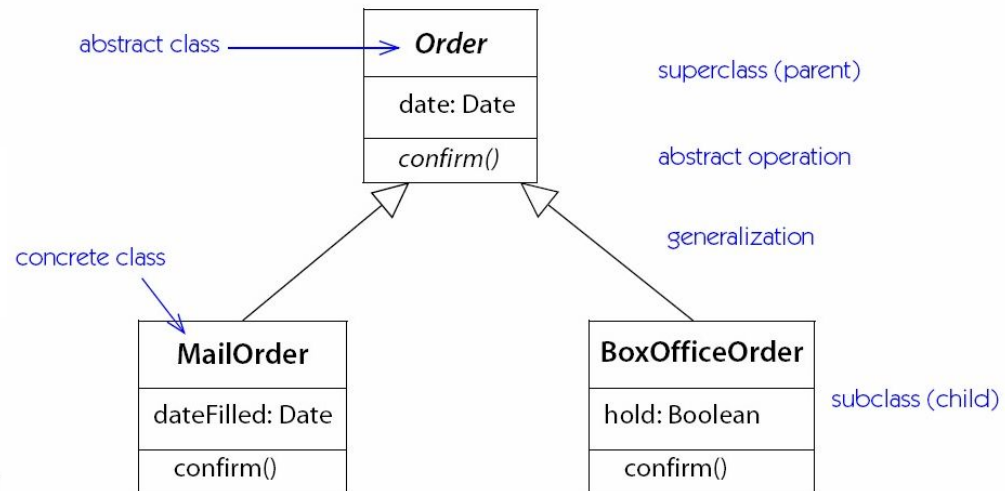 abstract class
Order
superclass (parent)
date: Date
confirm()
abstract operation
generalization
concrete class
MailOrder
BoxOfficeOrder
dateFilled: Date
hold: Boolean
subclass (child)
confirm()
confirm()